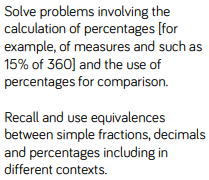 Solve problems involving the
calculation of percentages [for
example, of measures and such as
15% of 360] and the use of
percentages for comparison.
Recall and use equivalences
between simple fractions, decimals
and percentages including in
different contexts.